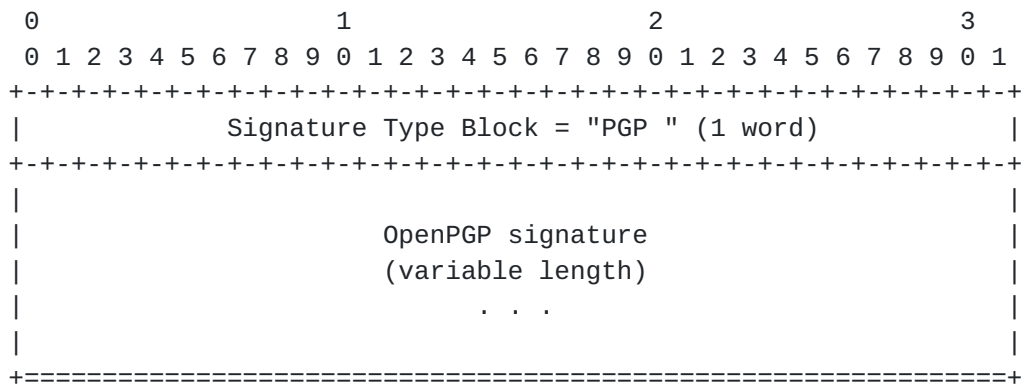 0                   1                   2                   3
 0 1 2 3 4 5 6 7 8 9 0 1 2 3 4 5 6 7 8 9 0 1 2 3 4 5 6 7 8 9 0 1
+-+-+-+-+-+-+-+-+-+-+-+-+-+-+-+-+-+-+-+-+-+-+-+-+-+-+-+-+-+-+-+-+
|             Signature Type Block = "PGP " (1 word)            |
+-+-+-+-+-+-+-+-+-+-+-+-+-+-+-+-+-+-+-+-+-+-+-+-+-+-+-+-+-+-+-+-+
|                                                               |
|                       OpenPGP signature                       |
|                       (variable length)                       |
|                             . . .                             |
|                                                               |
+===============================================================+